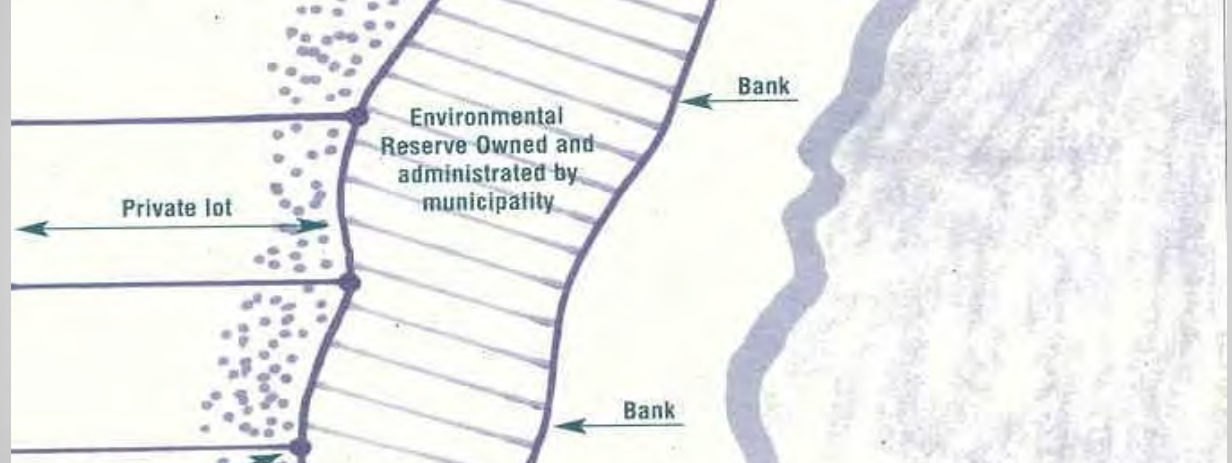 Bank
Environmental
Reserve Owned and
administrated by
municipality
Private lot
Bank